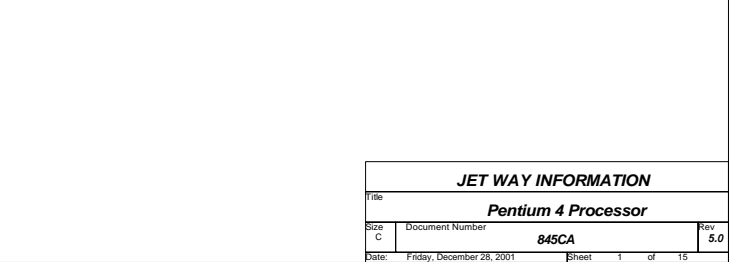 JET WAY INFORMATION
Title
Pentium 4 Processor
Size Document Number Rev
C 845CA 5.0
Date: Friday, December 28, 2001 Sheet 1 of 15